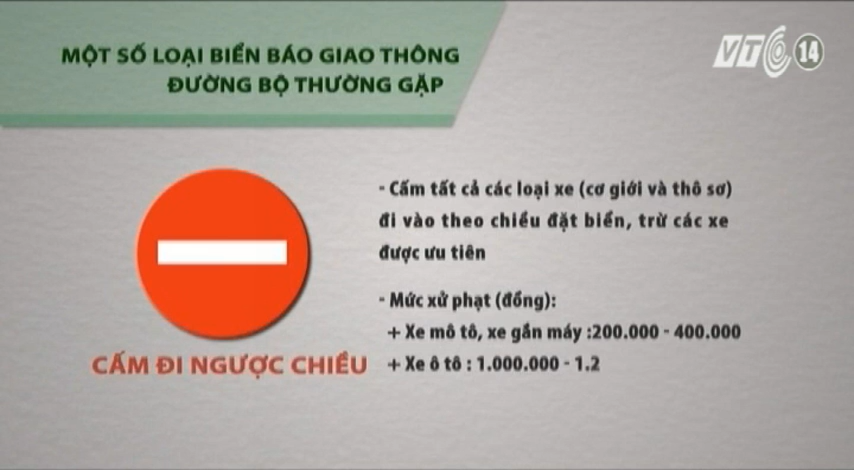 MỘT SỐ LOẠI BIỂN BÁO GIAO THÔNG
ĐƯỜNG BỘ THƯỜNG GẶP
VTC 14
- Cấm tất cả các loại xe (cơ giới và thô sơ)
đi vào theo chiều đặt biển, trừ các xe
được ưu tiên
- Mức xử phạt (đồng):
+ Xe mô tô, xe gắn máy :200.000 - 400.000
+ Xe ô tô : 1.000.000 - 1.2
CẤM ĐI NGƯỢC CHIỀU